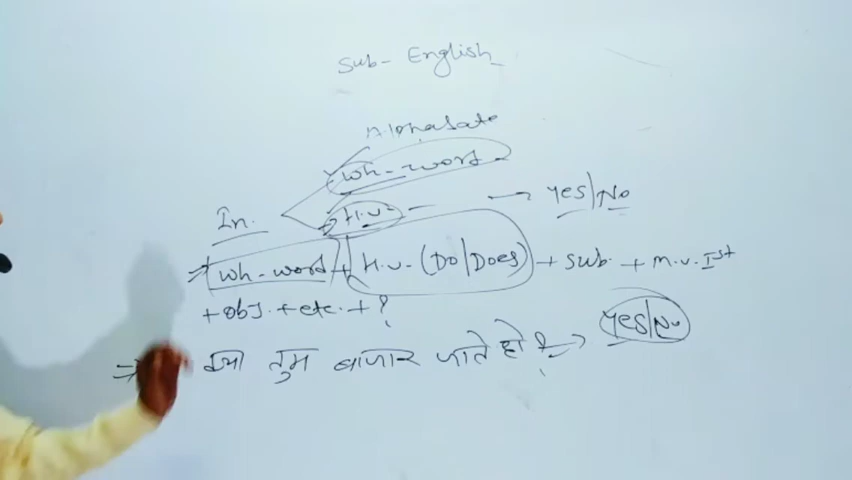 Sub- English
wh-word
In.
H.v-
→ Yes|No
⇒ wh-word + H.v-(Do|Does) + sub. + m.v.Ist
+ obj. + etc. + ?
⇒ क्या तुम बाजार जाते हो ? → Yes|No